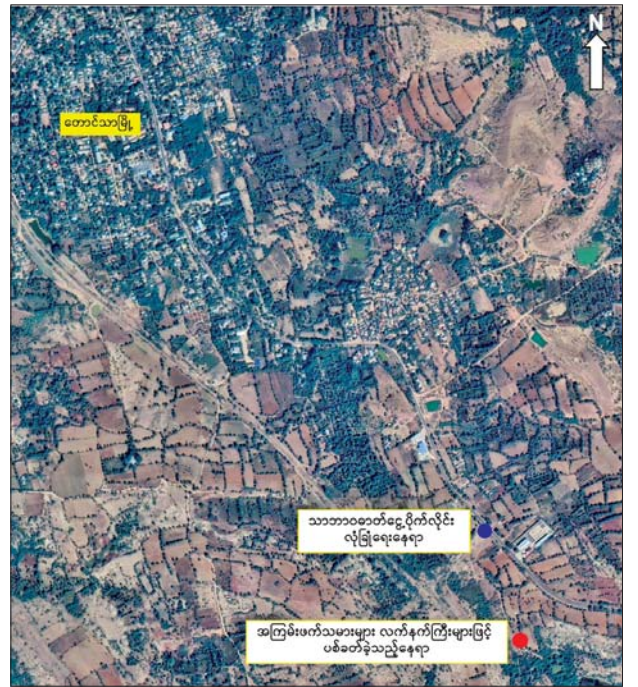 N
တောင်သာမြို့
သာဘာဝဓာတ်ငွေ့ပိုက်လိုင်း
လုံခြုံရေးနေရာ
အကြမ်းဖက်သမားများ လက်နက်ကြီးများဖြင့်
ပစ်ခတ်ခဲ့သည့်နေရာ